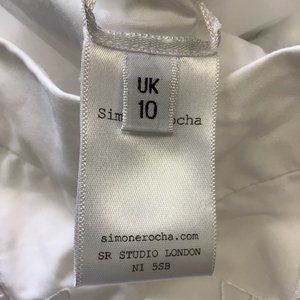 UK
10
Sim rocha
simonerocha.com
SR STUDIO LONDON
N1 5SB